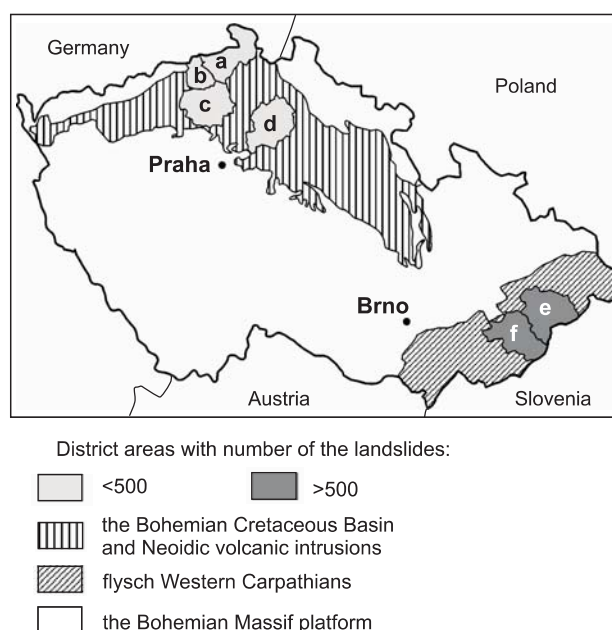 Germany
Poland
a
b
c
d
Praha
Brno
e
f
Austria
Slovenia
District areas with number of the landslides:
<500
>500
the Bohemian Cretaceous Basin
and Neoidic volcanic intrusions
flysch Western Carpathians
the Bohemian Massif platform